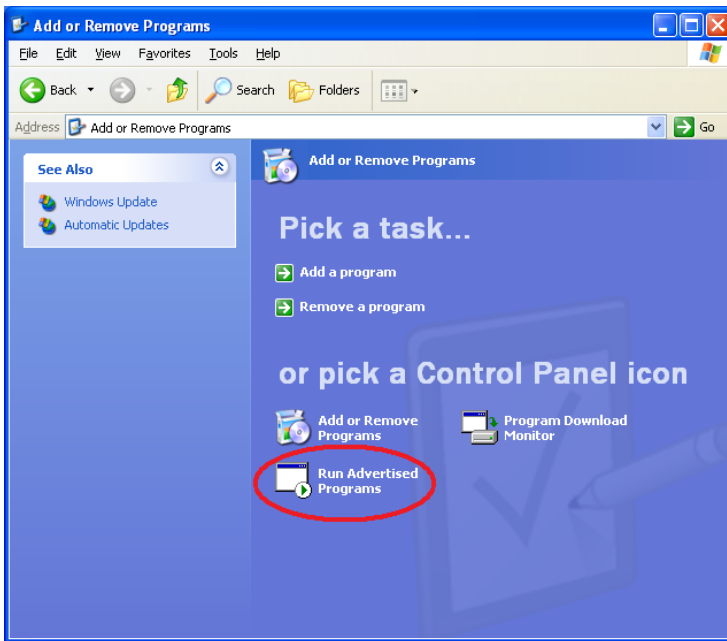 Add or Remove Programs
File Edit View Favorites Tools Help
Back Search Folders
Address Add or Remove Programs Go
See Also
Windows Update
Automatic Updates
Add or Remove Programs
Pick a task...
Add a program
Remove a program
or pick a Control Panel icon
Add or Remove
Programs
Program Download
Monitor
Run Advertised
Programs